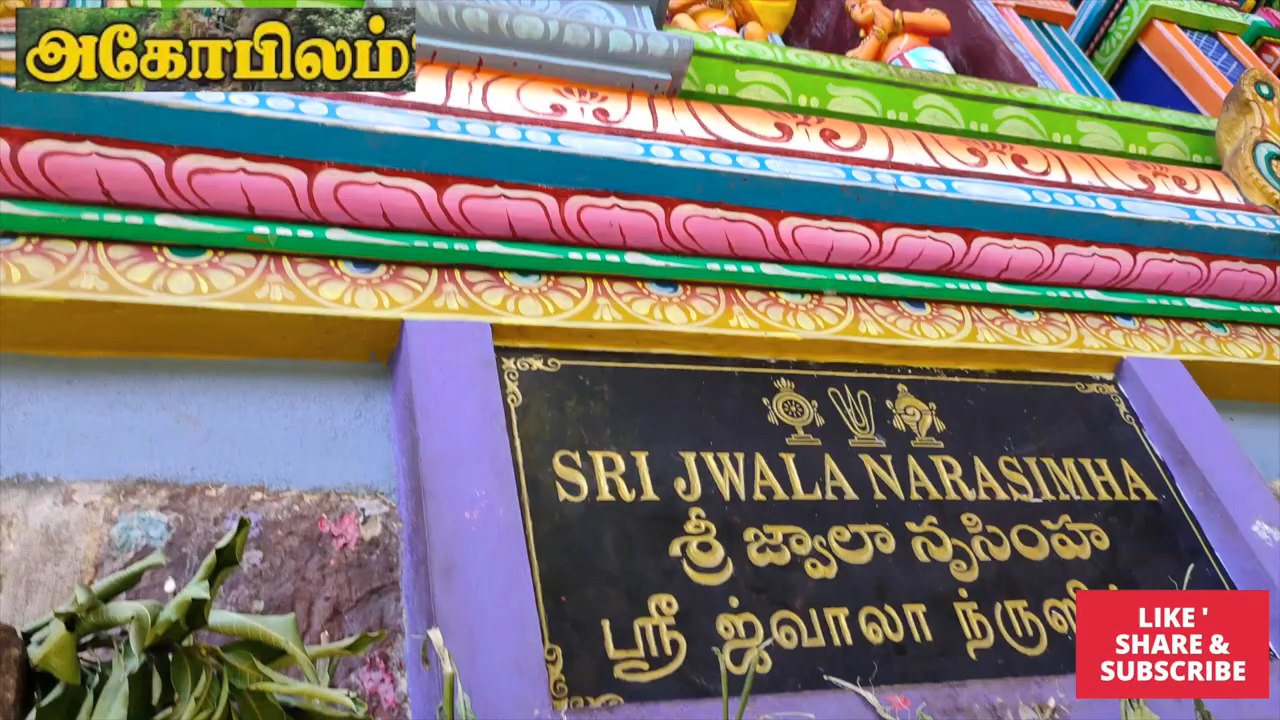 அகோபிலம்
SRI JWALA NARASIMHA
శ్రీ జ్వాలా నృసింహ
ஸ்ரீ ஜ்வாலா
LIKE '
SHARE &
SUBSCRIBE